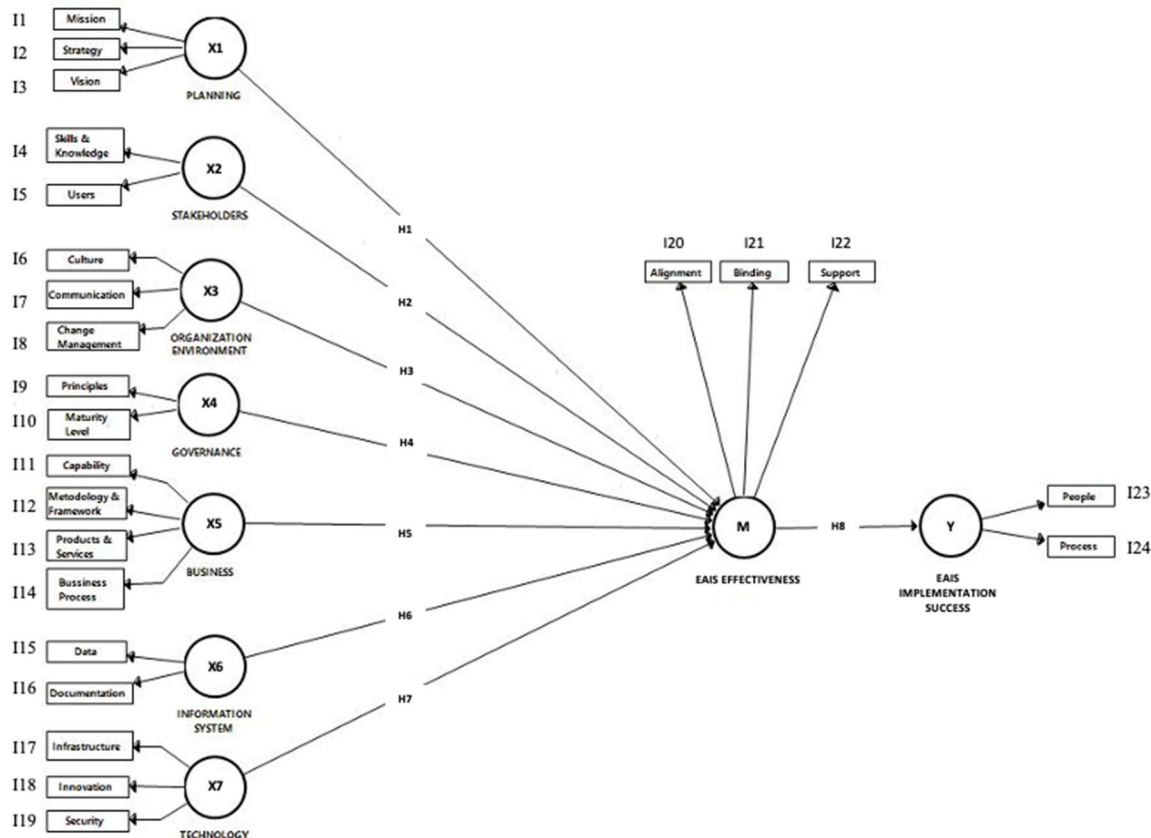 I1 Mission
I2 Strategy
I3 Vision
X1
PLANNING
I4 Skills &
Knowledge
I5 Users
X2
STAKEHOLDERS
I6 Culture
I7 Communication
I8 Change
Management
X3
ORGANIZATION
ENVIRONMENT
I9 Principles
I10 Maturity
Level
X4
GOVERNANCE
I11 Capability
I12 Metodology &
Framework
I13 Products &
Services
I14 Bussiness
Process
X5
BUSINESS
I15 Data
I16 Documentation
X6
INFORMATION
SYSTEM
I17 Infrastructure
I18 Innovation
I19 Security
X7
TECHNOLOGY
H1
H2
H3
H4
H5
H6
H7
I20 I21 I22
Alignment Binding Support
M
EAIS EFFECTIVENESS
H8
Y
EAIS
IMPLEMENTATION
SUCCESS
People I23
Process I24